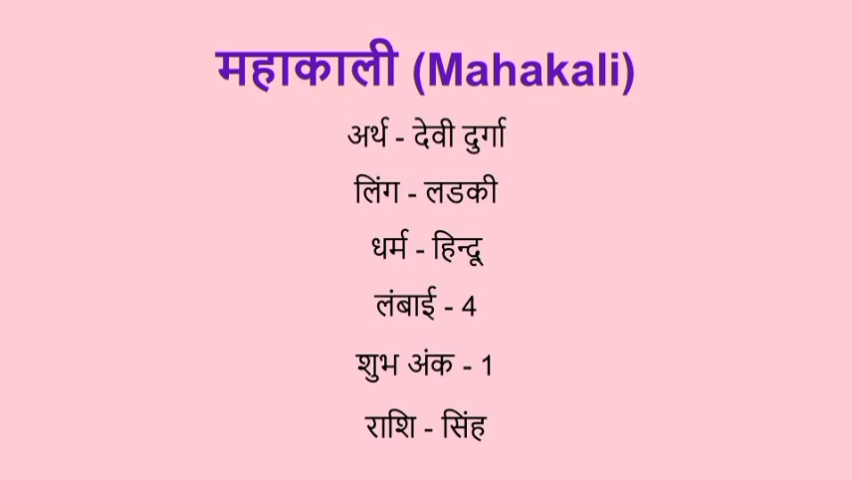 महाकाली (Mahakali)
अर्थ - देवी दुर्गा
लिंग - लडकी
धर्म - हिन्दू
लंबाई - 4
शुभ अंक - 1
राशि - सिंह